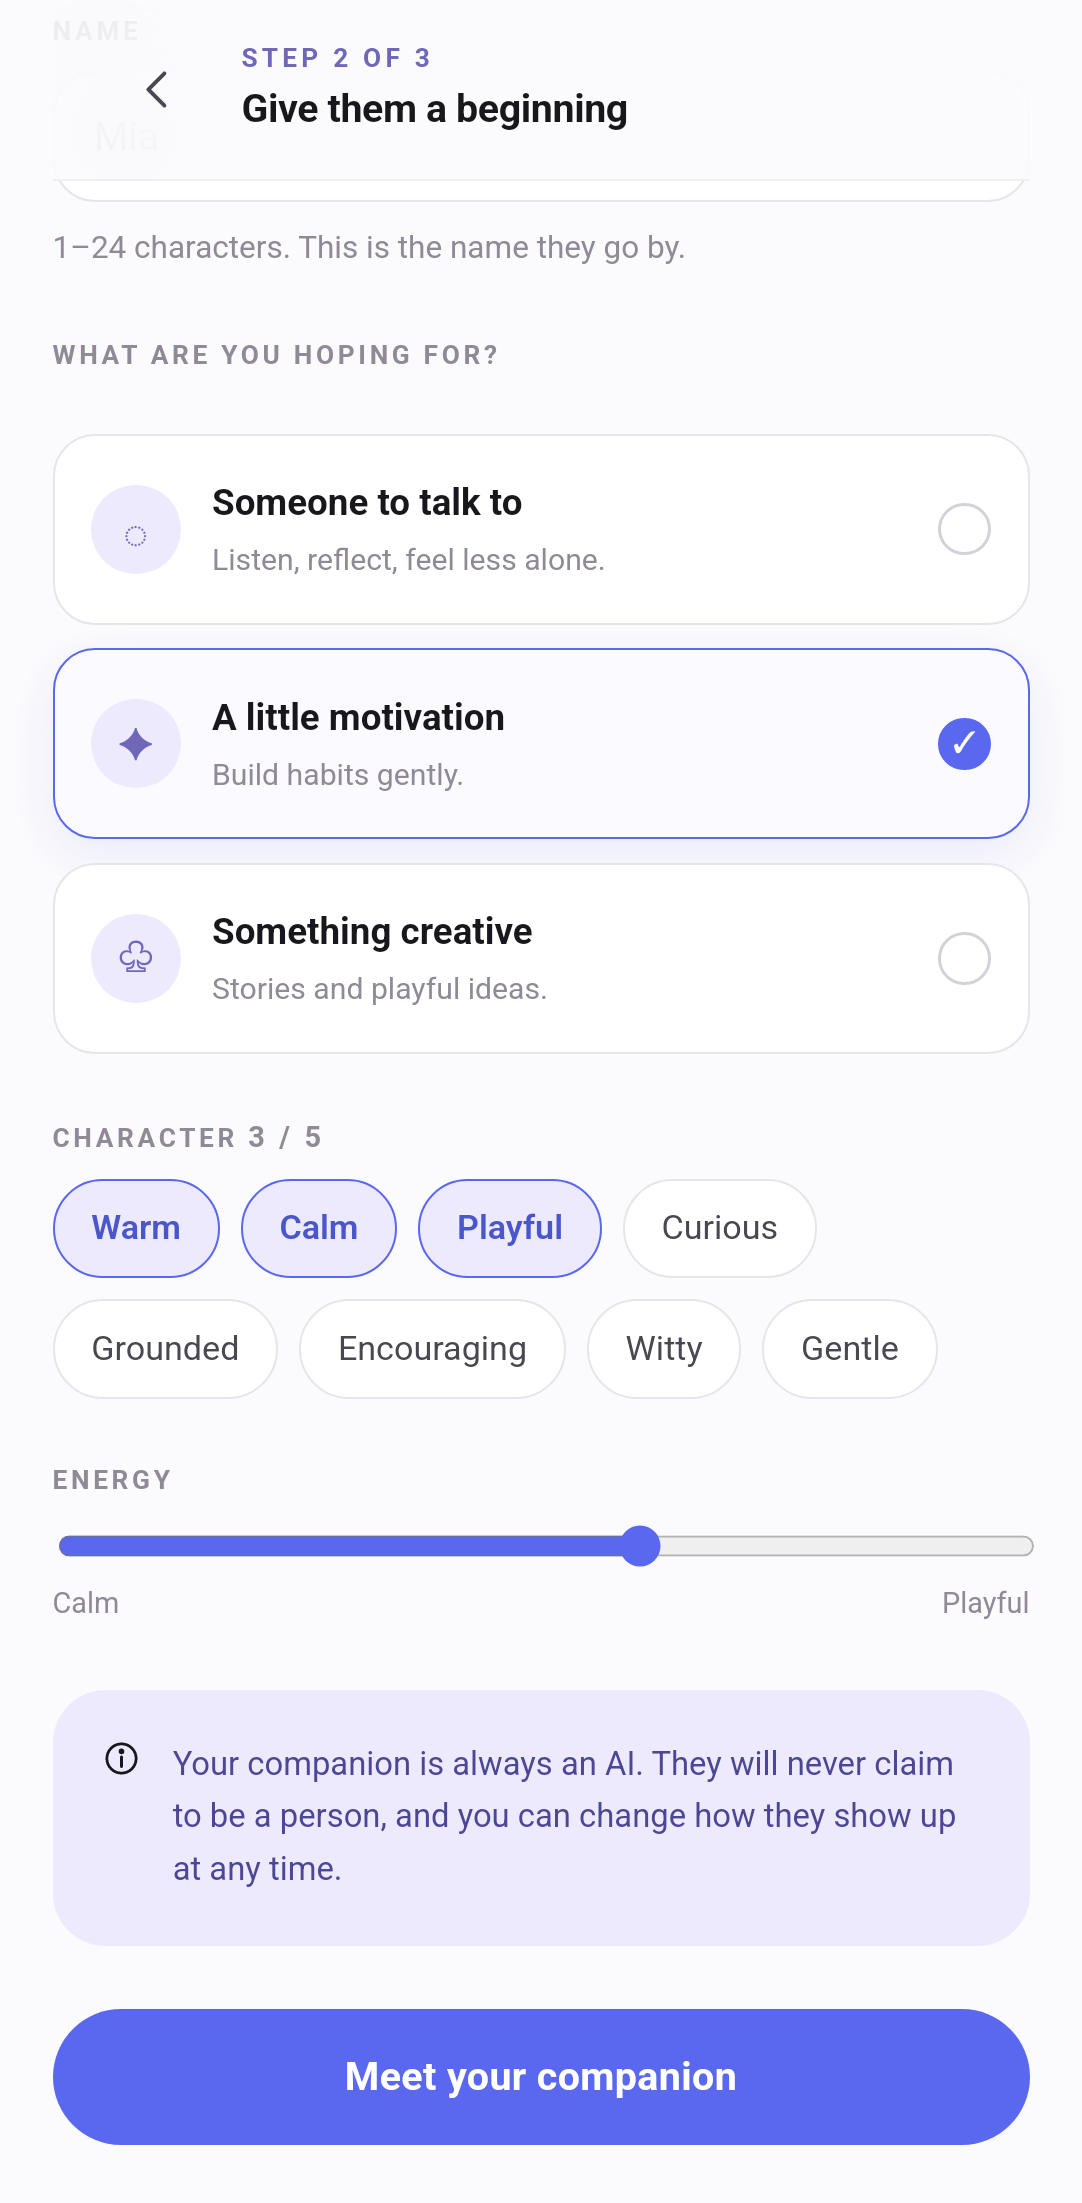 NAME
STEP 2 OF 3
Give them a beginning
Mia
1–24 characters. This is the name they go by.
WHAT ARE YOU HOPING FOR?
Someone to talk to
Listen, reflect, feel less alone.
A little motivation
Build habits gently.
Something creative
Stories and playful ideas.
CHARACTER 3 / 5
Warm Calm Playful Curious
Grounded Encouraging Witty Gentle
ENERGY
Calm Playful
Your companion is always an AI. They will never claim
to be a person, and you can change how they show up
at any time.
Meet your companion